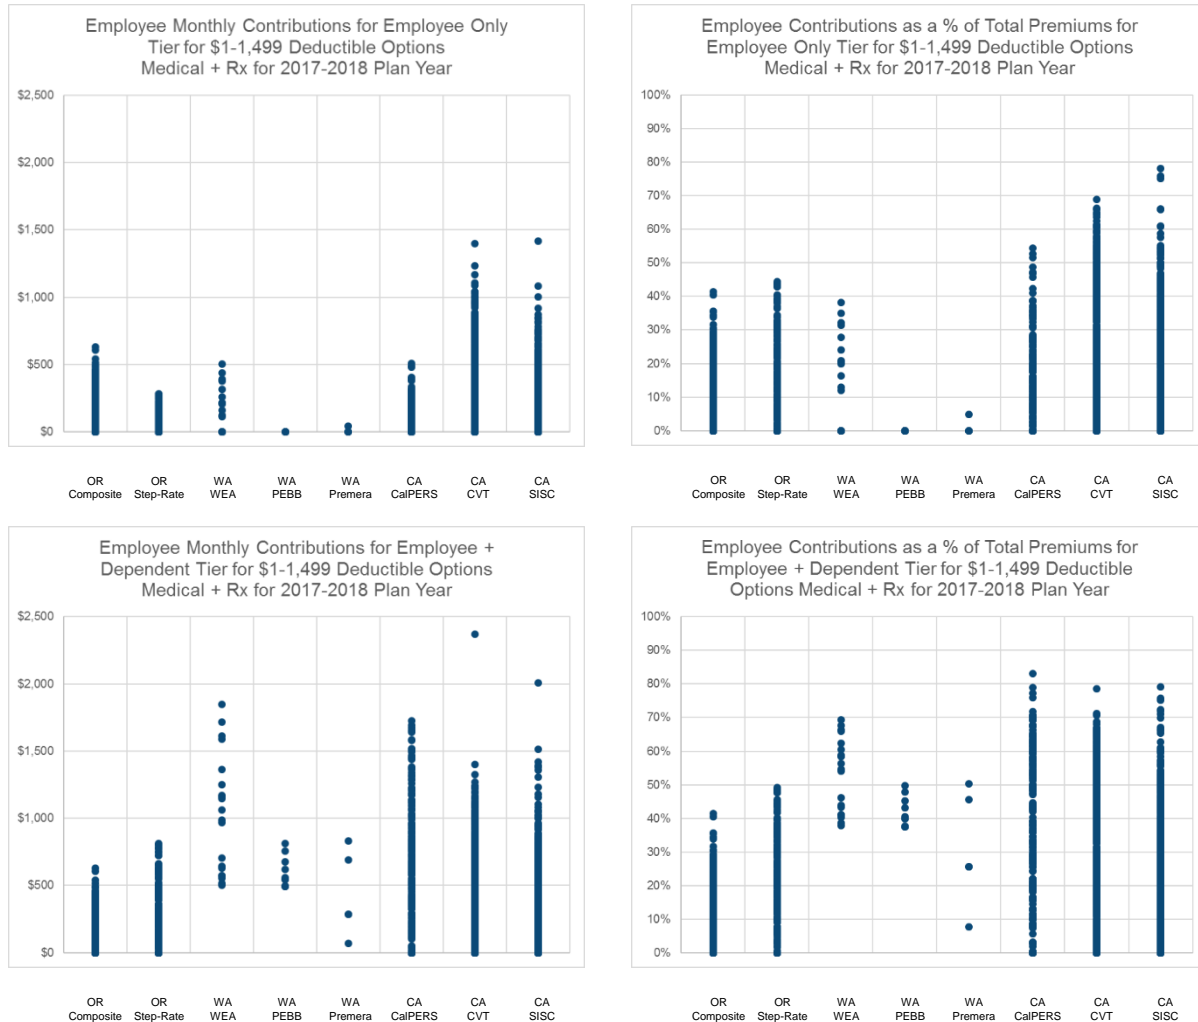 Employee Monthly Contributions for Employee Only
Tier for $1-1,499 Deductible Options
Medical + Rx for 2017-2018 Plan Year
$2,500
$2,000
$1,500
$1,000
$500
$0
OR
Composite
OR
Step-Rate
WA
WEA
WA
PEBB
WA
Premera
CA
CalPERS
CA
CVT
CA
SISC
Employee Contributions as a % of Total Premiums for
Employee Only Tier for $1-1,499 Deductible Options
Medical + Rx for 2017-2018 Plan Year
100%
90%
80%
70%
60%
50%
40%
30%
20%
10%
0%
OR
Composite
OR
Step-Rate
WA
WEA
WA
PEBB
WA
Premera
CA
CalPERS
CA
CVT
CA
SISC
Employee Monthly Contributions for Employee +
Dependent Tier for $1-1,499 Deductible Options
Medical + Rx for 2017-2018 Plan Year
$2,500
$2,000
$1,500
$1,000
$500
$0
OR
Composite
OR
Step-Rate
WA
WEA
WA
PEBB
WA
Premera
CA
CalPERS
CA
CVT
CA
SISC
Employee Contributions as a % of Total Premiums for
Employee + Dependent Tier for $1-1,499 Deductible
Options Medical + Rx for 2017-2018 Plan Year
100%
90%
80%
70%
60%
50%
40%
30%
20%
10%
0%
OR
Composite
OR
Step-Rate
WA
WEA
WA
PEBB
WA
Premera
CA
CalPERS
CA
CVT
CA
SISC